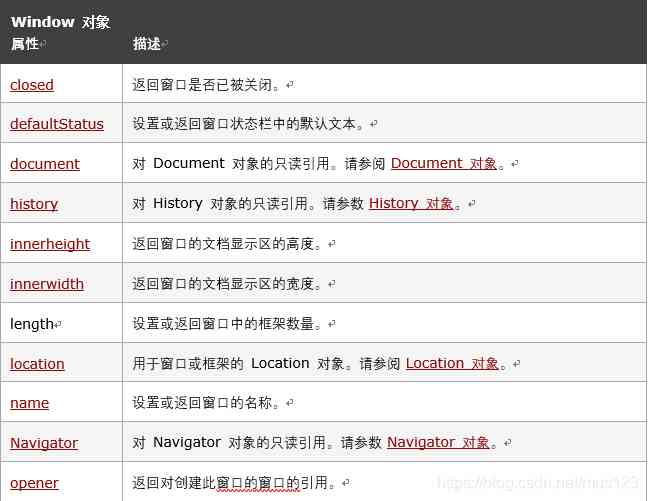 Window 对象
属性 描述
closed 返回窗口是否已被关闭。
defaultStatus 设置或返回窗口状态栏中的默认文本。
document 对 Document 对象的只读引用。请参阅 Document 对象。
history 对 History 对象的只读引用。请参数 History 对象。
innerheight 返回窗口的文档显示区的高度。
innerwidth 返回窗口的文档显示区的宽度。
length 设置或返回窗口中的框架数量。
location 用于窗口或框架的 Location 对象。请参阅 Location 对象。
name 设置或返回窗口的名称。
Navigator 对 Navigator 对象的只读引用。请参数 Navigator 对象。
opener 返回对创建此窗口的窗口的引用。